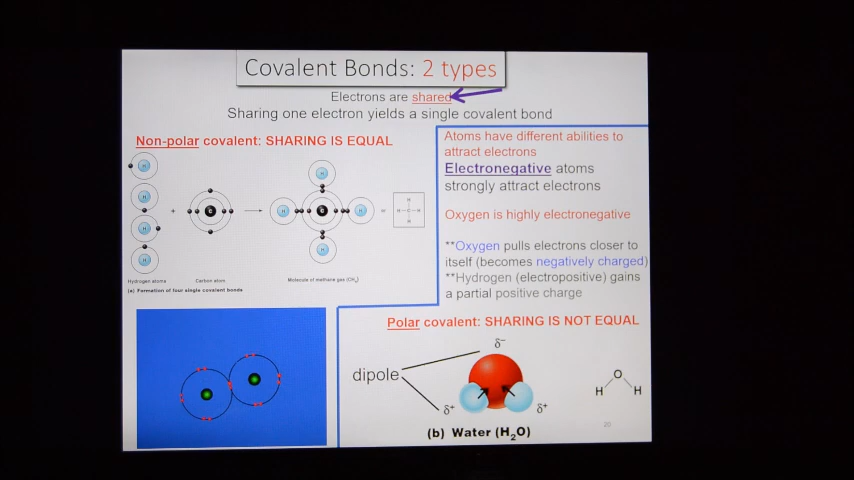 Covalent Bonds: 2 types
Electrons are shared
Sharing one electron yields a single covalent bond
Non-polar covalent: SHARING IS EQUAL
H
H
H
H
+
C
H
H
C
H
H
=
H
H-C-H
H
Hydrogen atoms
Carbon atom
Molecule of methane gas (CH₄)
(a) Formation of four single covalent bonds
Atoms have different abilities to
attract electrons
Electronegative atoms
strongly attract electrons
Oxygen is highly electronegative
**Oxygen pulls electrons closer to
itself (becomes negatively charged)
**Hydrogen (electropositive) gains
a partial positive charge
Polar covalent: SHARING IS NOT EQUAL
δ⁻
dipole
δ⁺
δ⁺
O
H H
(b) Water (H₂O)
20